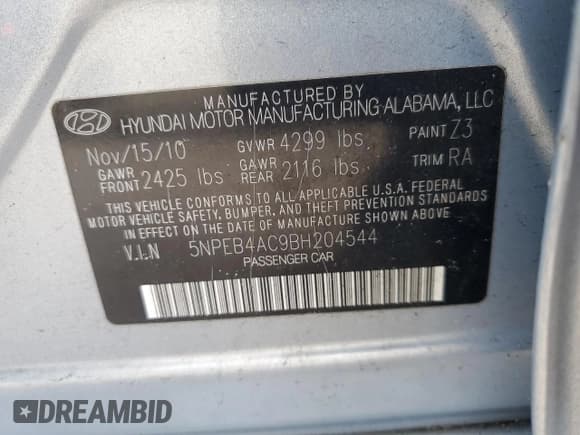 MANUFACTURED BY
HYUNDAI MOTOR MANUFACTURING ALABAMA, LLC
Nov/15/10 GVWR 4299 lbs. PAINT Z3
GAWR FRONT 2425 lbs GAWR REAR 2116 lbs TRIM RA
THIS VEHICLE CONFORMS TO ALL APPLICABLE U.S.A. FEDERAL
MOTOR VEHICLE SAFETY, BUMPER, AND THEFT PREVENTION STANDARDS
IN EFFECT ON THE DATE OF MANUFACTURE SHOWN ABOVE.
V.I.N 5NPEB4AC9BH204544
PASSENGER CAR
DREAMBID